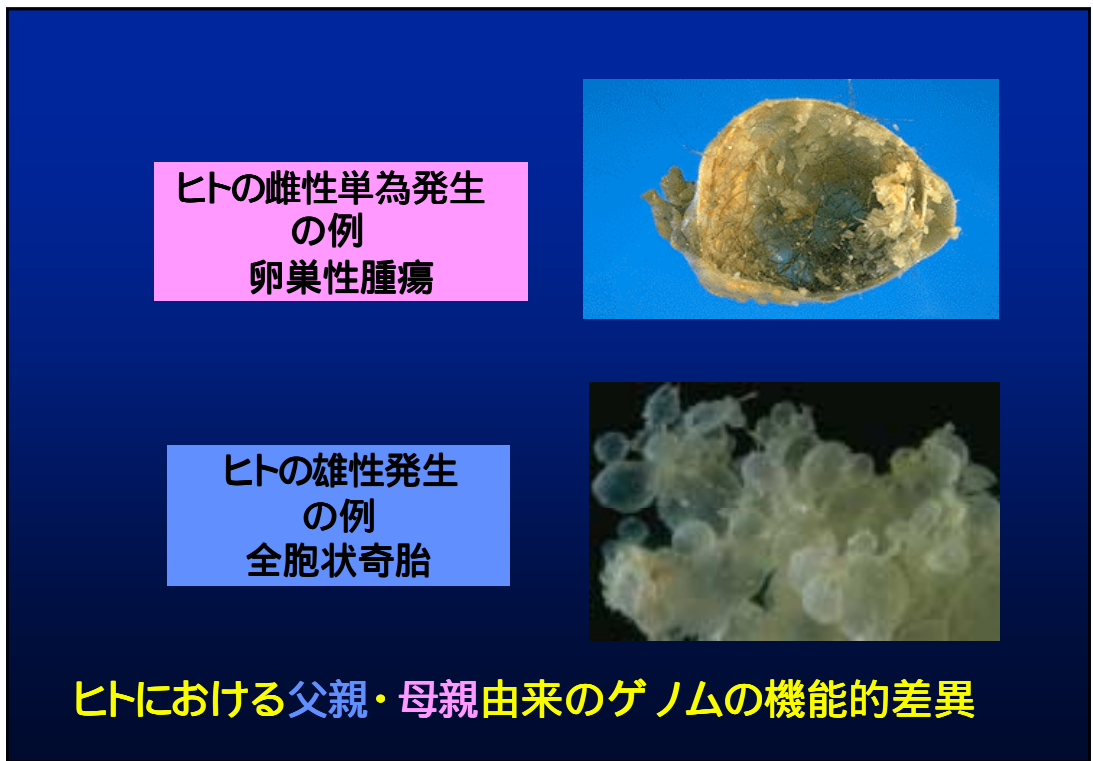 ヒトの雌性単為発生
の例
卵巣性腫瘍
ヒトの雄性発生
の例
全胞状奇胎
ヒトにおける父親・母親由来のゲノムの機能的差異